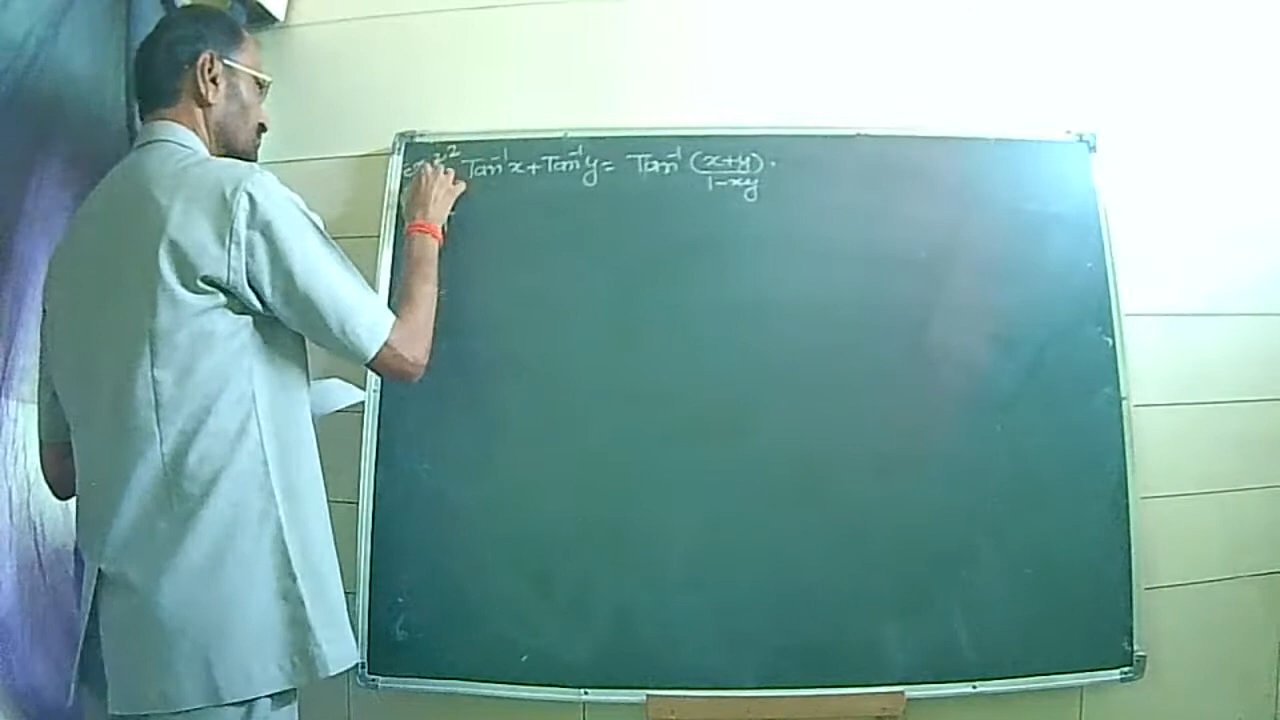 Tan⁻¹x + Tan⁻¹y = Tan⁻¹ (x+y)/(1-xy) .